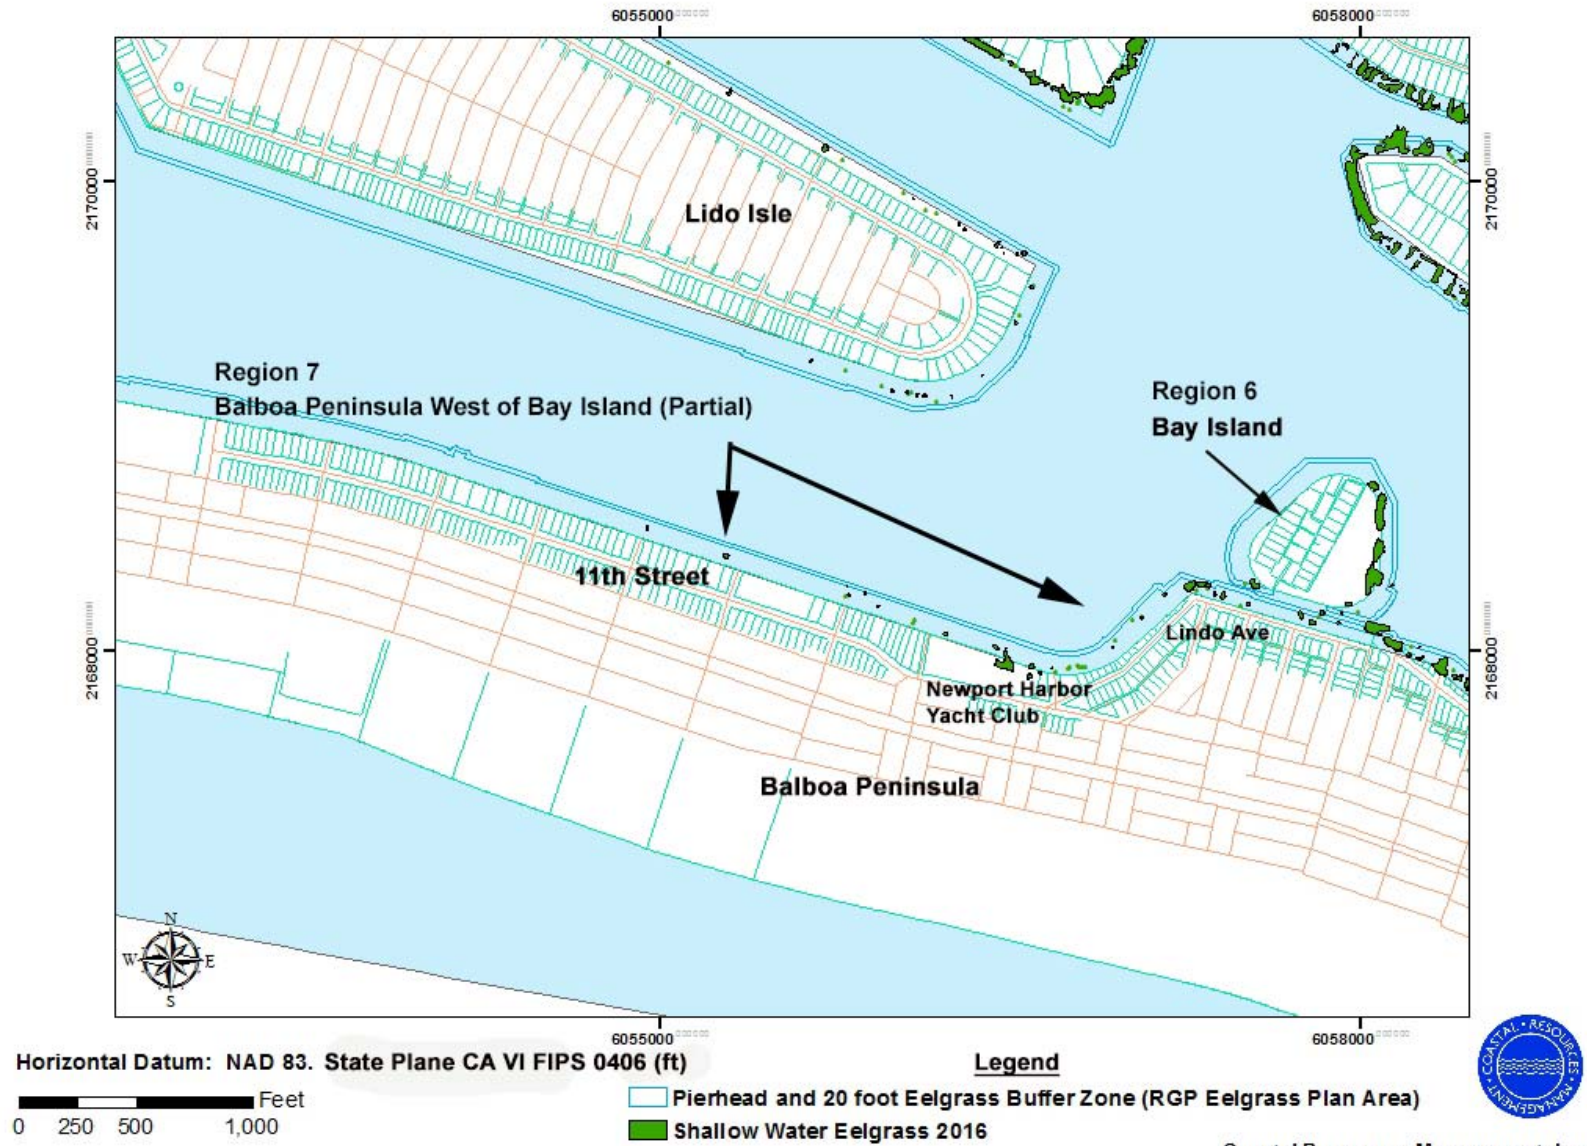 6055000
6058000
2170000
2170000
Lido Isle
Region 7
Balboa Peninsula West of Bay Island (Partial)
Region 6
Bay Island
11th Street
Lindo Ave
2168000
2168000
Newport Harbor
Yacht Club
Balboa Peninsula
N
W E
S
6055000
6058000
Horizontal Datum: NAD 83. State Plane CA VI FIPS 0406 (ft)
Feet
0 250 500 1,000
Legend
Pierhead and 20 foot Eelgrass Buffer Zone (RGP Eelgrass Plan Area)
Shallow Water Eelgrass 2016
COASTAL • RESOURCES • MANAGEMENT •